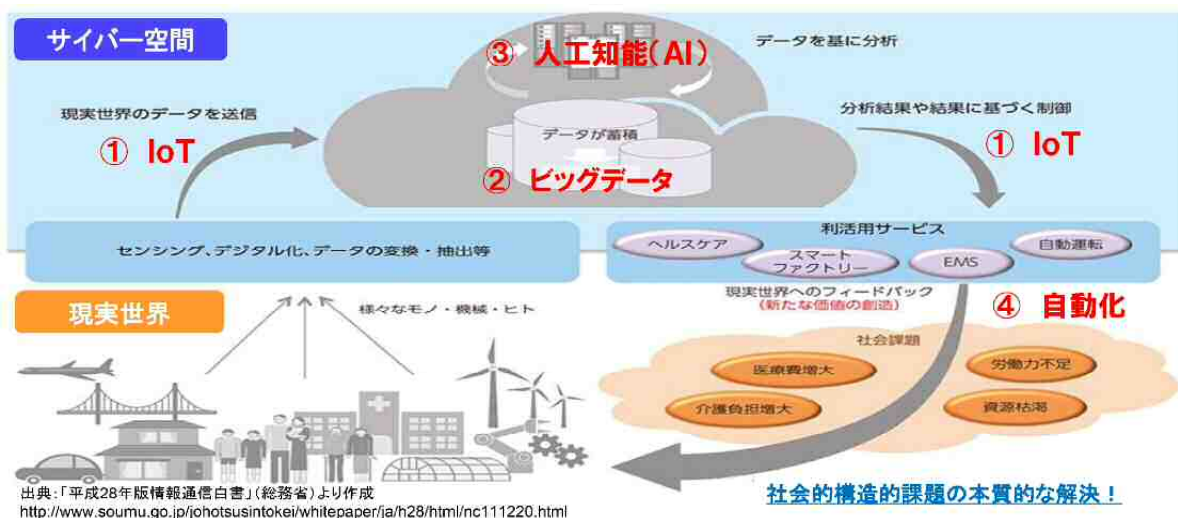 サイバー空間
③ 人工知能(AI)
データを基に分析
現実世界のデータを送信
① IoT
データが蓄積
② ビッグデータ
分析結果や結果に基づく制御
① IoT
センシング、デジタル化、データの変換・抽出等
利活用サービス
ヘルスケア
スマート
ファクトリー
EMS
自動運転
現実世界
様々なモノ・機械・ヒト
現実世界へのフィードバック
(新たな価値の創造)
④ 自動化
社会課題
医療費増大
労働力不足
介護負担増大
資源枯渇
出典:「平成28年版情報通信白書」(総務省)より作成
http://www.soumu.go.jp/johotsusintokei/whitepaper/ja/h28/html/nc111220.html
社会的構造的課題の本質的な解決!